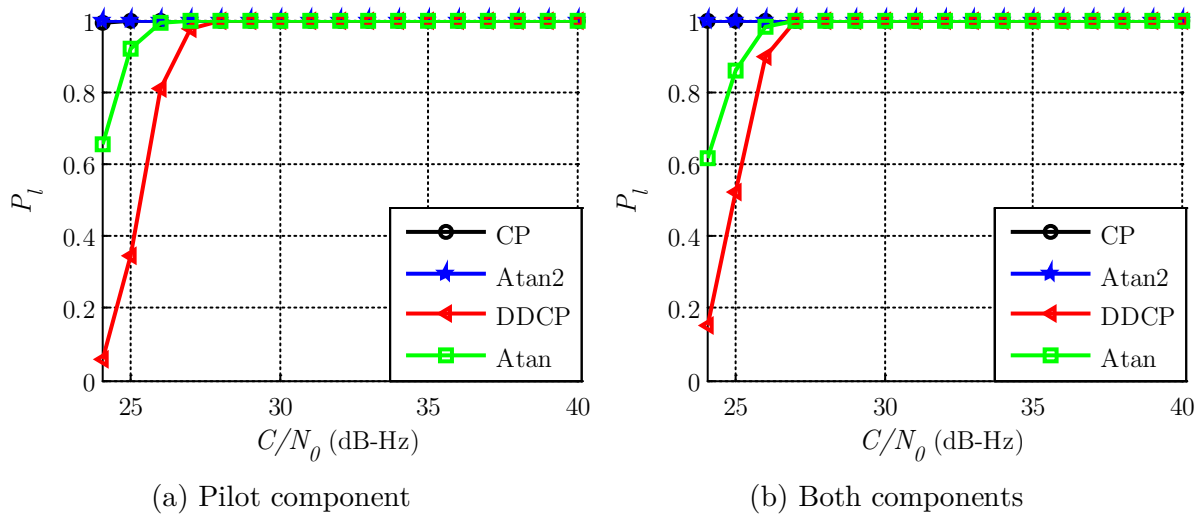 1
0.8
0.6
0.4
0.2
0
P_l
25
30
35
40
C/N_0 (dB-Hz)
CP
Atan2
DDCP
Atan
(a) Pilot component
1
0.8
0.6
0.4
0.2
0
P_l
25
30
35
40
C/N_0 (dB-Hz)
CP
Atan2
DDCP
Atan
(b) Both components